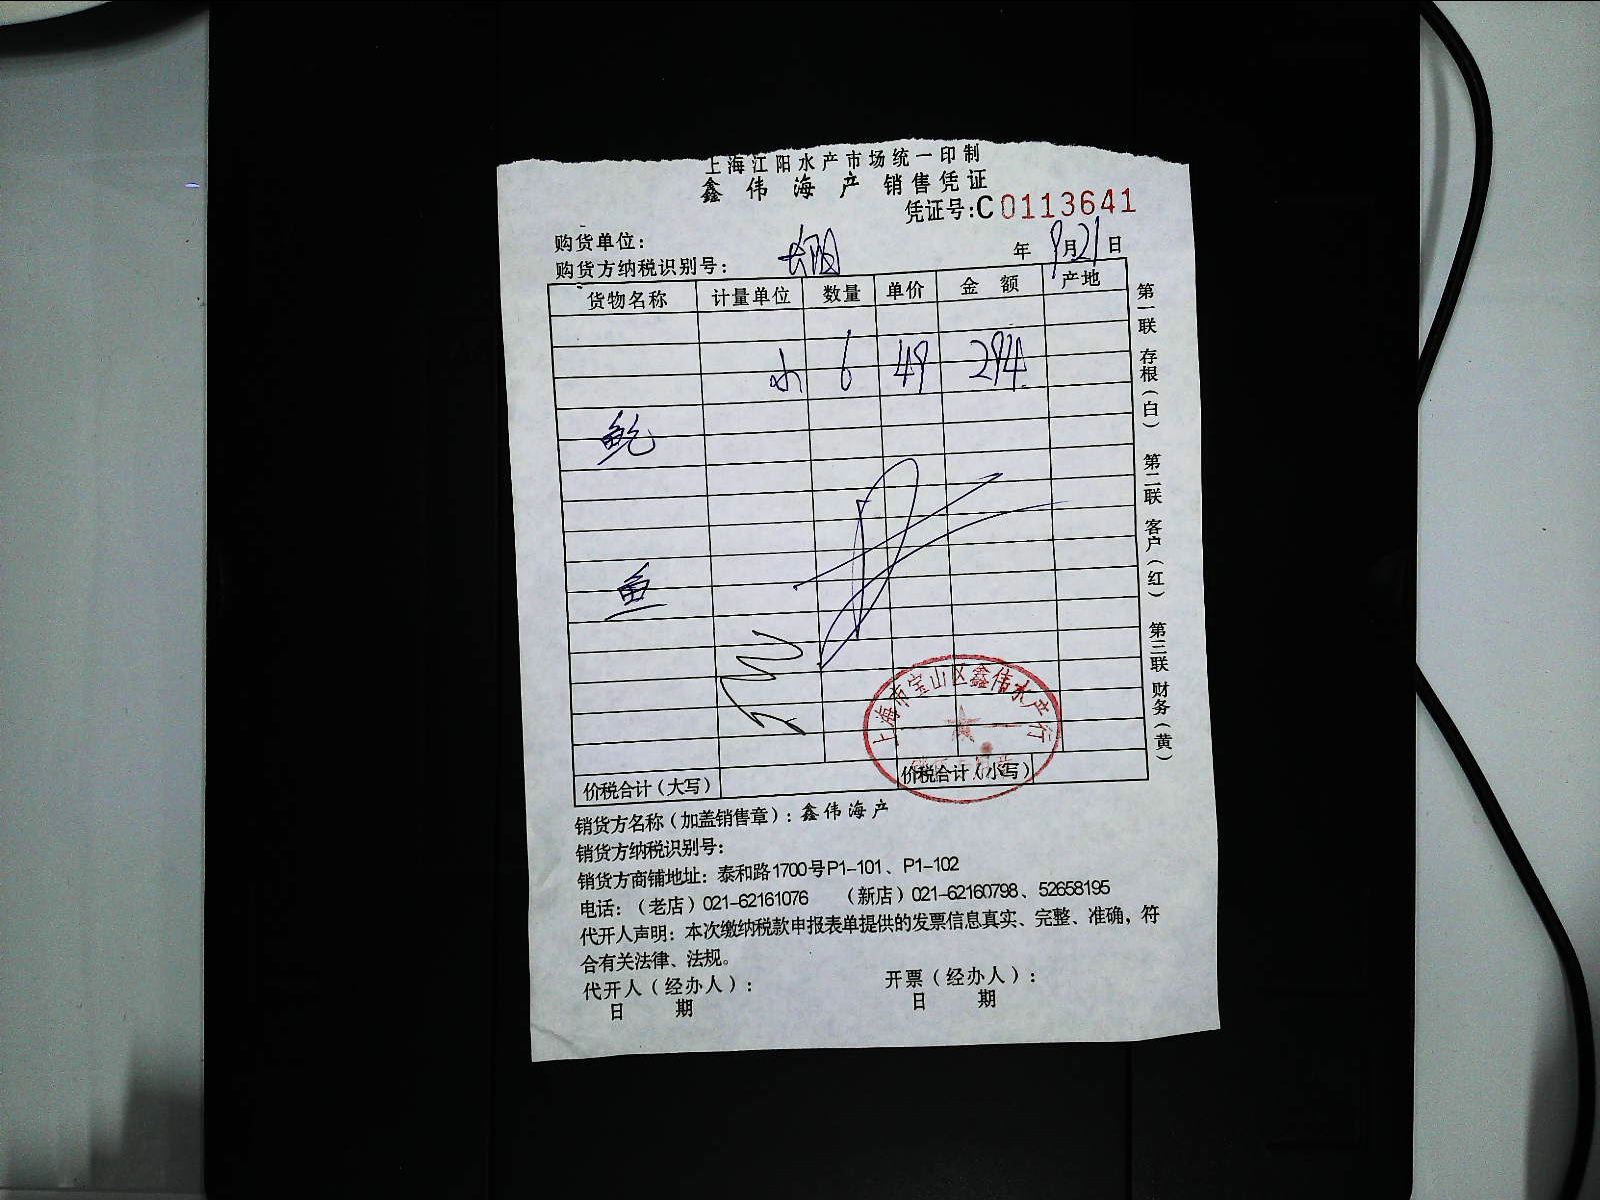 上海江阳水产市场统一印制
鑫伟海产销售凭证
凭证号:C0113641
购货单位:
购货方纳税识别号: 长阳
年9月21日
货物名称 计量单位 数量 单价 金额 产地
小 6 49 294
鲍
鱼
上海市宝山区鑫伟水产行
价税合计(大写) 价税合计(小写)
销货方名称(加盖销售章):鑫伟海产
销货方纳税识别号:
销货方商铺地址:泰和路1700号P1-101、P1-102
电话:(老店)021-62161076 (新店)021-62160798、52658195
代开人声明:本次缴纳税款申报表单提供的发票信息真实、完整、准确,符
合有关法律、法规。
代开人(经办人): 开票(经办人):
日期 日期
第一联 存根(白) 第二联 客户(红) 第三联 财务(黄)